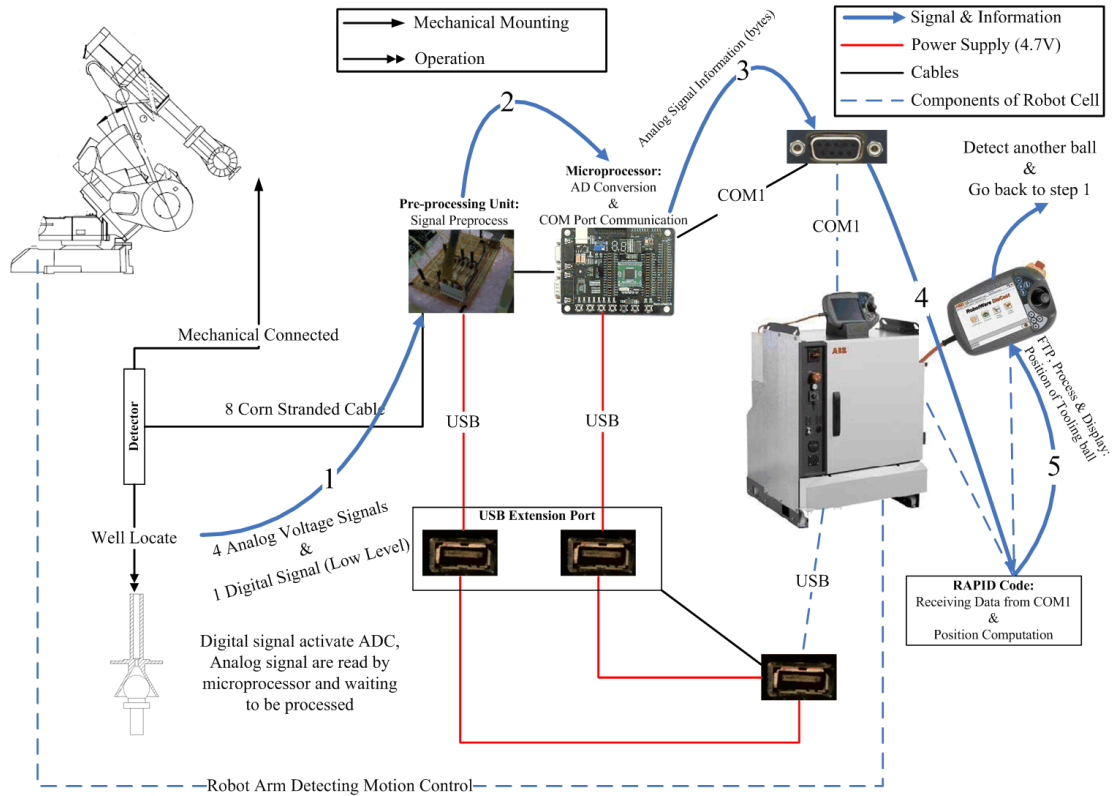 Mechanical Mounting
Operation
Signal & Information
Power Supply (4.7V)
Cables
Components of Robot Cell
Analog Signal Information (bytes)
3
2
Microprocessor:
AD Conversion
&
COM Port Communication
Pre-processing Unit:
Signal Preprocess
COM1
COM1
Detect another ball
&
Go back to step 1
4
ABB
RobotWare DieCast
FTP, Process & Display:
Position of Tooling
ball
5
Mechanical Connected
Detector
8 Corn Stranded Cable
1
USB
USB
Well Locate
4 Analog Voltage Signals
&
1 Digital Signal (Low Level)
USB Extension Port
USB
RAPID Code:
Receiving Data from COM1
&
Position Computation
Digital signal activate ADC,
Analog signal are read by
microprocessor and waiting
to be processed
Robot Arm Detecting Motion Control